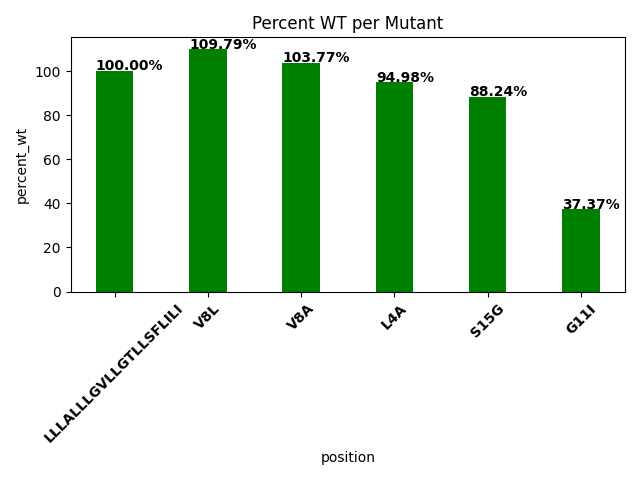 Percent WT per Mutant
percent_wt
100
80
60
40
20
0
100.00%
109.79%
103.77%
94.98%
88.24%
37.37%
LLLALLLGVLLGTLLSFLILI
V8L
V8A
L4A
S15G
G11I
position